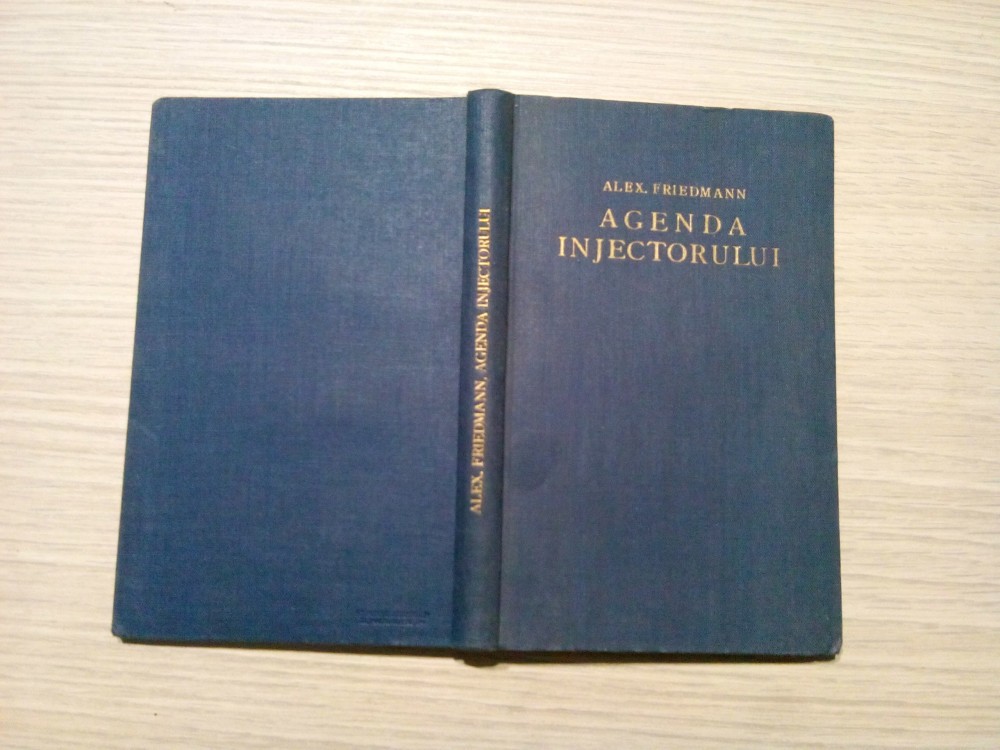 ALEX. FRIEDMANN
AGENDA
INJECTORULUI
ALEX. FRIEDMANN, AGENDA INJECTORULUI